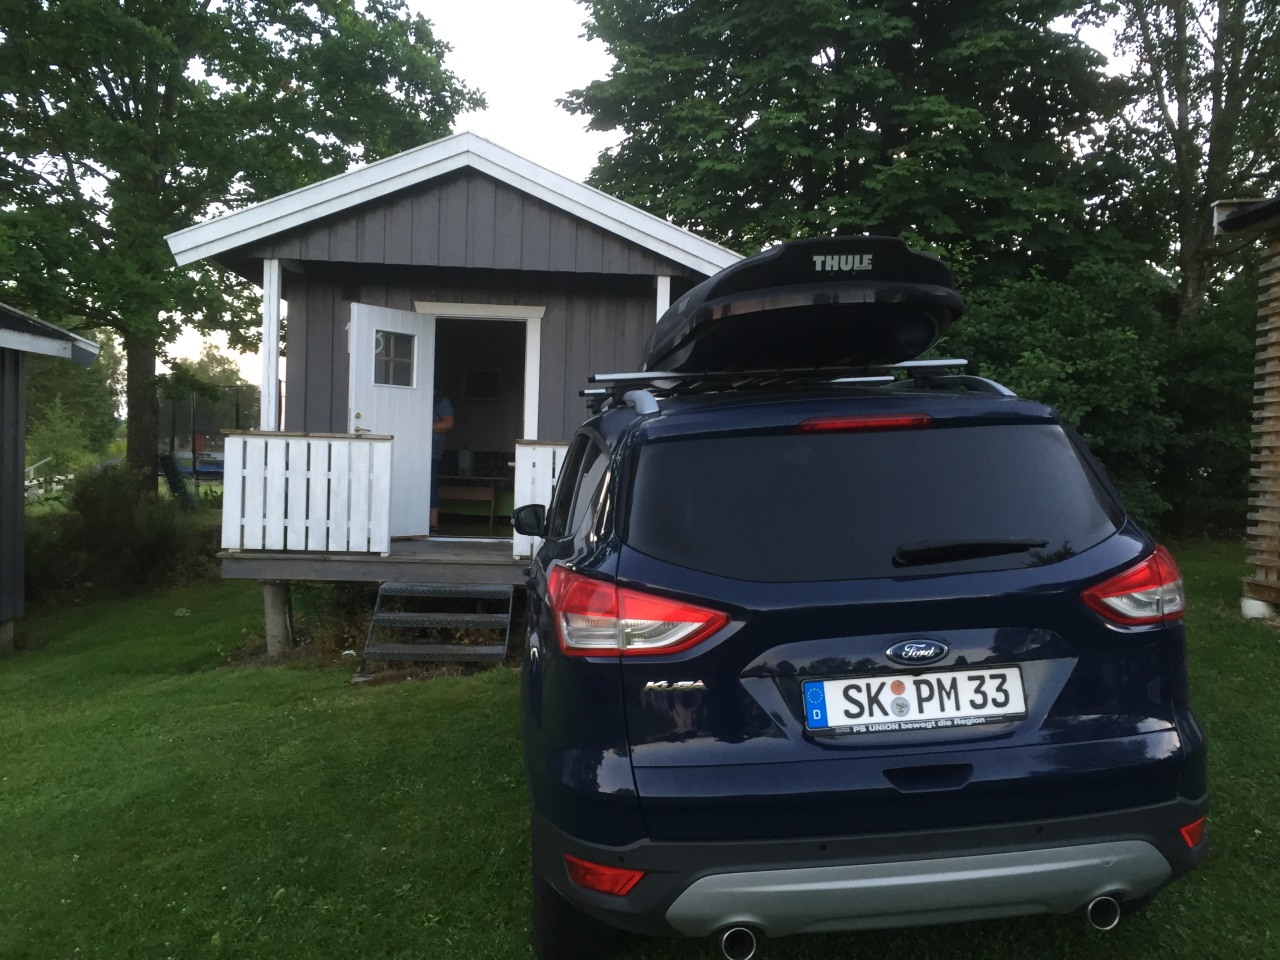 THULE
Ford
KUGA
D
SK PM 33
PS UNION bewegt die Region